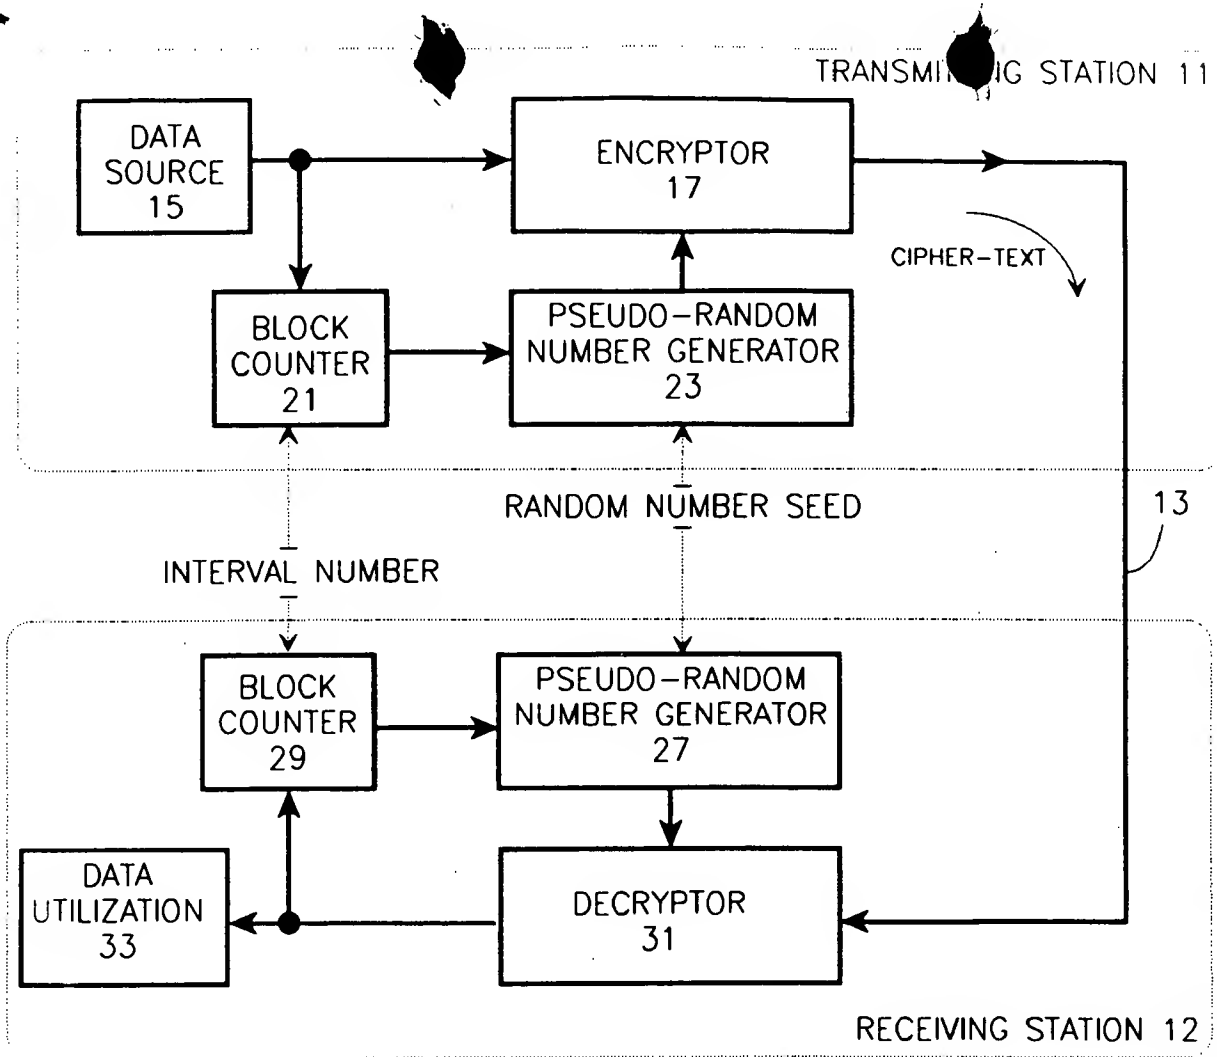 TRANSMITTING STATION 11
DATA
SOURCE
15
ENCRYPTOR
17
CIPHER-TEXT
BLOCK
COUNTER
21
PSEUDO-RANDOM
NUMBER GENERATOR
23
RANDOM NUMBER SEED
13
INTERVAL NUMBER
BLOCK
COUNTER
29
PSEUDO-RANDOM
NUMBER GENERATOR
27
DATA
UTILIZATION
33
DECRYPTOR
31
RECEIVING STATION 12